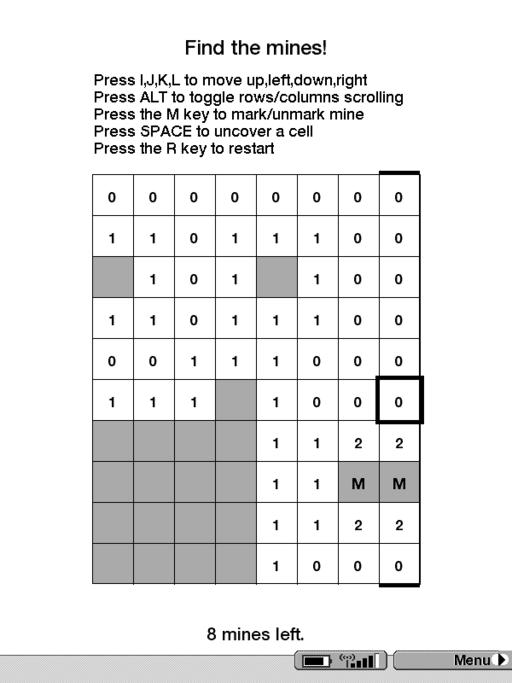 Find the mines!
Press I,J,K,L to move up,left,down,right
Press ALT to toggle rows/columns scrolling
Press the M key to mark/unmark mine
Press SPACE to uncover a cell
Press the R key to restart
0 0 0 0 0 0 0 0
1 1 0 1 1 1 0 0
1 0 1 1 0 0
1 1 0 1 1 1 0 0
0 0 1 1 1 0 0 0
1 1 1 1 0 0 0
1 1 2 2
1 1 M M
1 1 2 2
1 0 0 0
8 mines left.
Menu